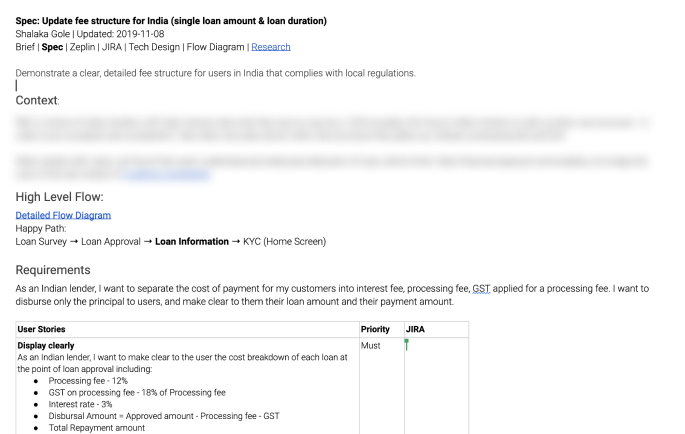 Spec: Update fee structure for India (single loan amount & loan duration)
Shalaka Gole | Updated: 2019-11-08
Brief | Spec | Zeplin | JIRA | Tech Design | Flow Diagram | Research
Demonstrate a clear, detailed fee structure for users in India that complies with local regulations.
Context:
High Level Flow:
Detailed Flow Diagram
Happy Path:
Loan Survey → Loan Approval → Loan Information → KYC (Home Screen)
Requirements
As an Indian lender, I want to separate the cost of payment for my customers into interest fee, processing fee, GST applied for a processing fee. I want to
disburse only the principal to users, and make clear to them their loan amount and their payment amount.
User Stories Priority JIRA
Display clearly Must
As an Indian lender, I want to make clear to the user the cost breakdown of each loan at
the point of loan approval including:
● Processing fee - 12%
● GST on processing fee - 18% of Processing fee
● Interest rate - 3%
● Disbursal Amount = Approved amount - Processing fee - GST
● Total Repayment amount